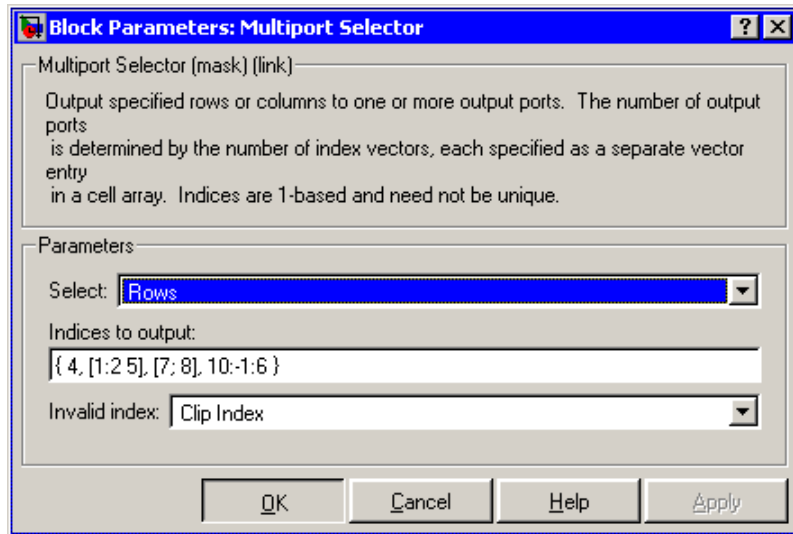 Block Parameters: Multiport Selector
Multiport Selector (mask) (link)
Output specified rows or columns to one or more output ports. The number of output
ports
is determined by the number of index vectors, each specified as a separate vector
entry
in a cell array. Indices are 1-based and need not be unique.
Parameters
Select: Rows
Indices to output:
{ 4, [1:2 5], [7; 8], 10:-1:6 }
Invalid index: Clip Index
OK Cancel Help Apply